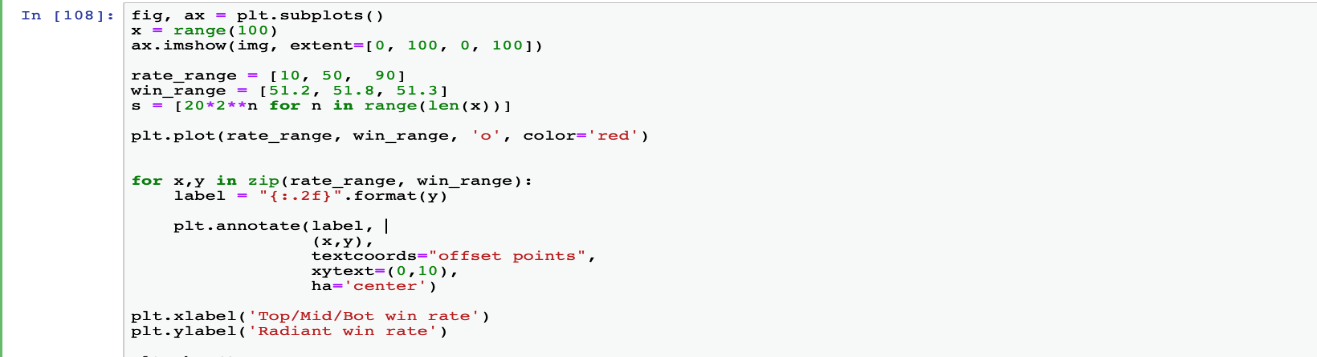 In [108]: fig, ax = plt.subplots()
x = range(100)
ax.imshow(img, extent=[0, 100, 0, 100])
rate_range = [10, 50,  90]
win_range = [51.2, 51.8, 51.3]
s = [20*2**n for n in range(len(x))]
plt.plot(rate_range, win_range, 'o', color='red')
for x,y in zip(rate_range, win_range):
    label = "{:.2f}".format(y)
    plt.annotate(label,
                 (x,y),
                 textcoords="offset points",
                 xytext=(0,10),
                 ha='center')
plt.xlabel('Top/Mid/Bot win rate')
plt.ylabel('Radiant win rate')